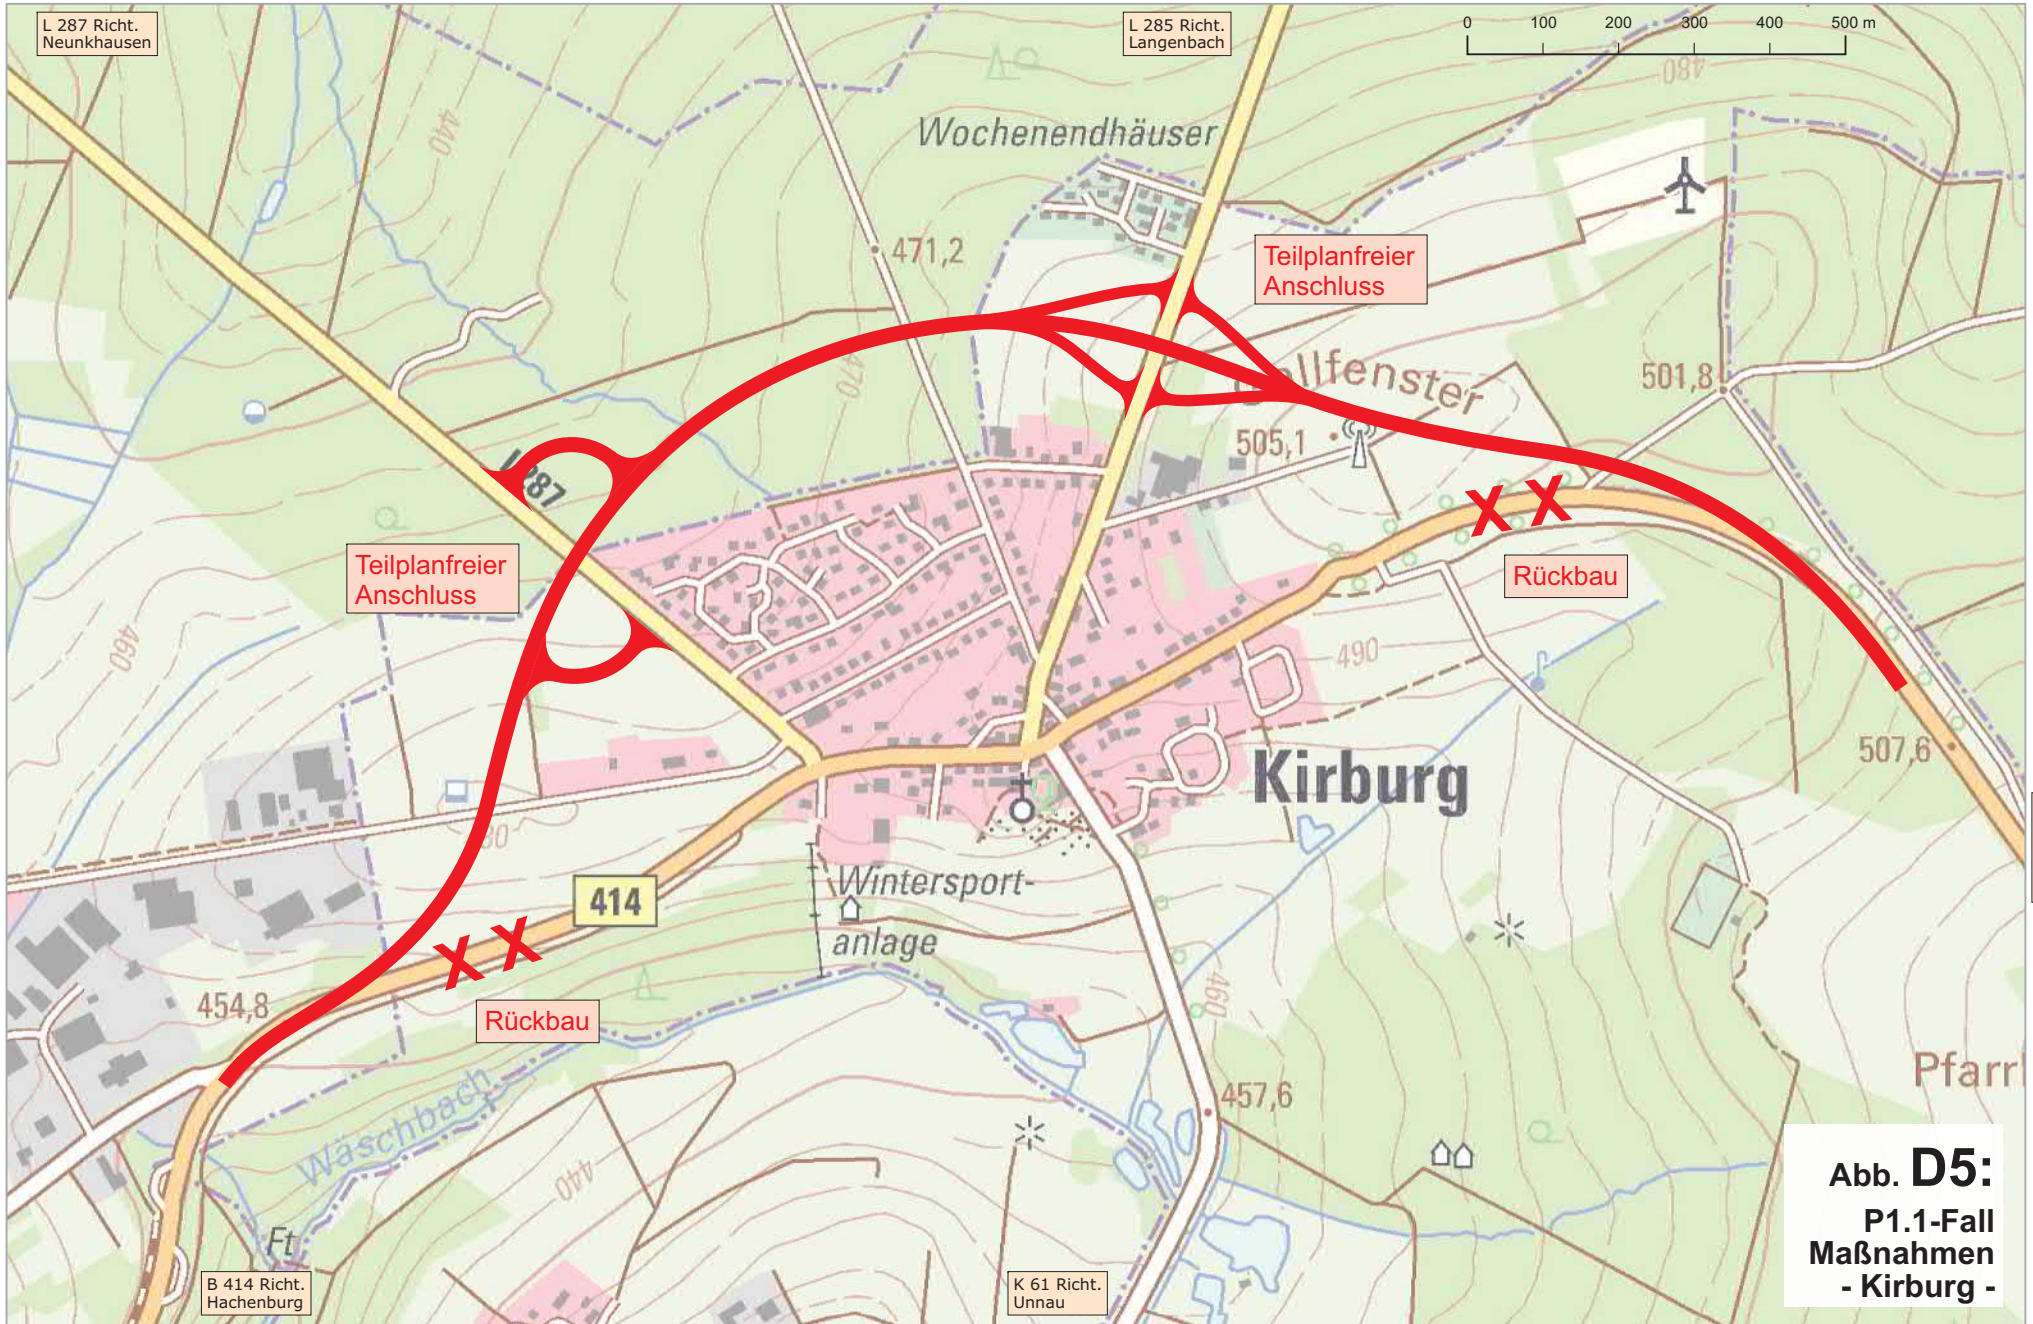 L 287 Richt.
Neunkhausen
L 285 Richt.
Langenbach
0 100 200 300 400 500 m
480
440
Wochenendhäuser
471,2
Teilplanfreier
Anschluss
470
501,8
505,1
Teilplanfreier
Anschluss
Rückbau
460
490
507,6
Kirburg
414
Wintersport-
anlage
454,8
Rückbau
460
457,6
Wäschbach
440
Pfarr
Ft
B 414 Richt.
Hachenburg
K 61 Richt.
Unnau
Abb. D5:
P1.1-Fall
Maßnahmen
- Kirburg -